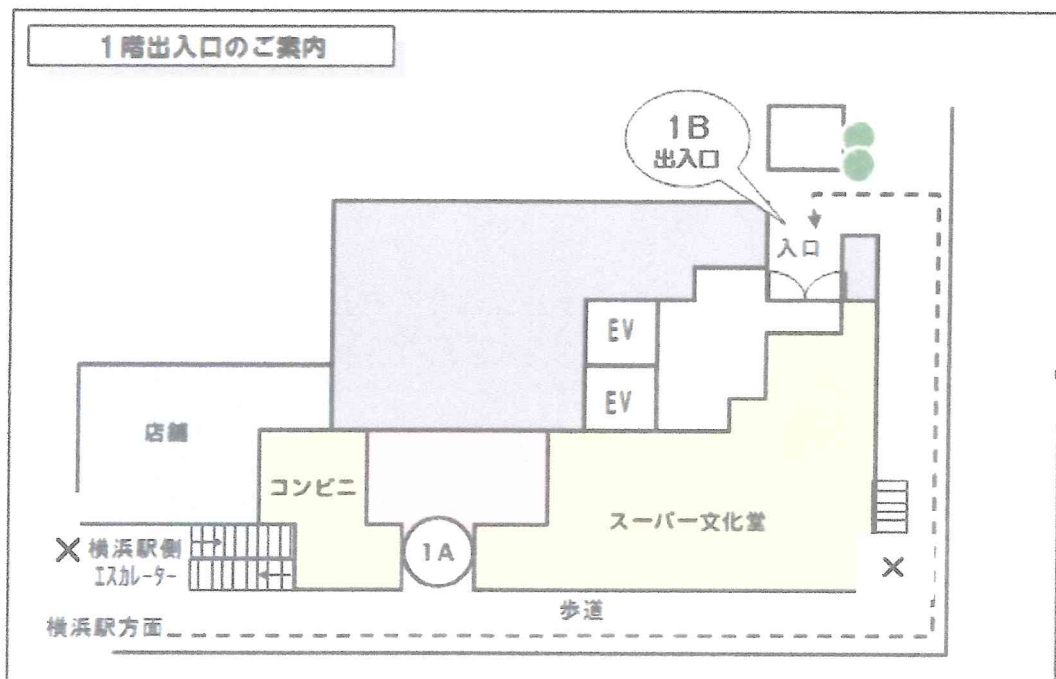 1階出入口のご案内
1B
出入口
入口
EV
EV
店舗
コンビニ
スーパー文化堂
1A
× 横浜駅側
エスカレーター
×
歩道
横浜駅方面